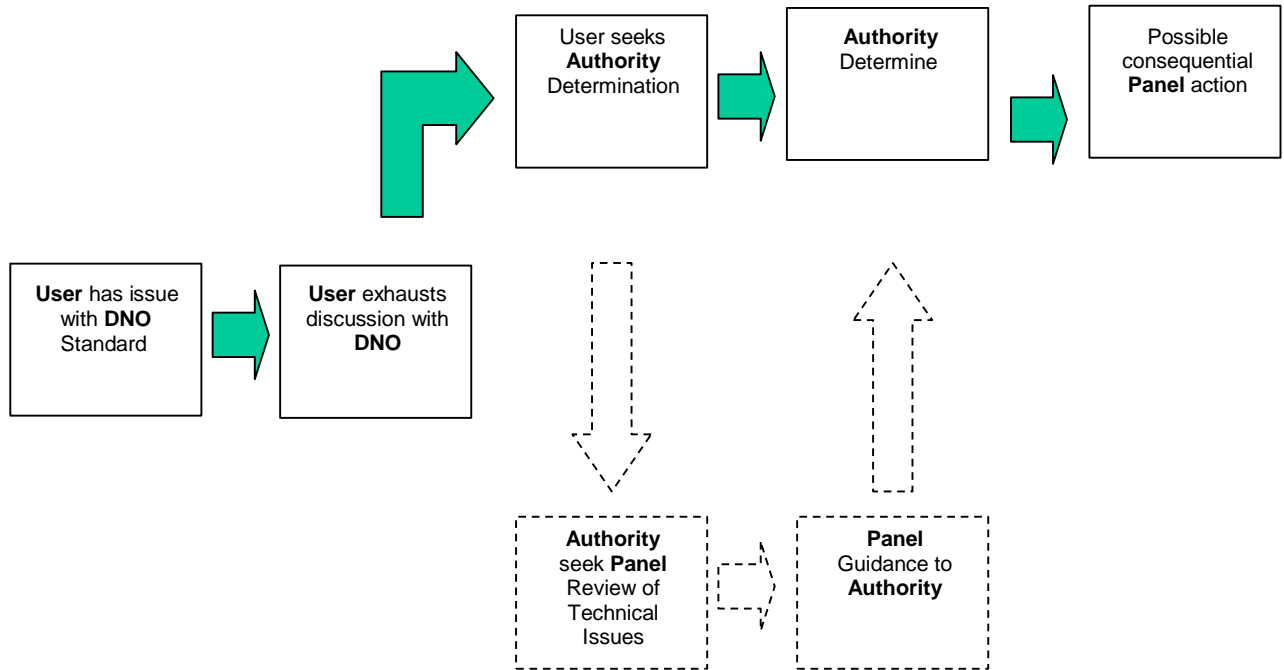 User seeks
Authority
Determination
Authority
Determine
Possible
consequential
Panel action
User has issue
with DNO
Standard
User exhausts
discussion with
DNO
Authority
seek Panel
Review of
Technical
Issues
Panel
Guidance to
Authority